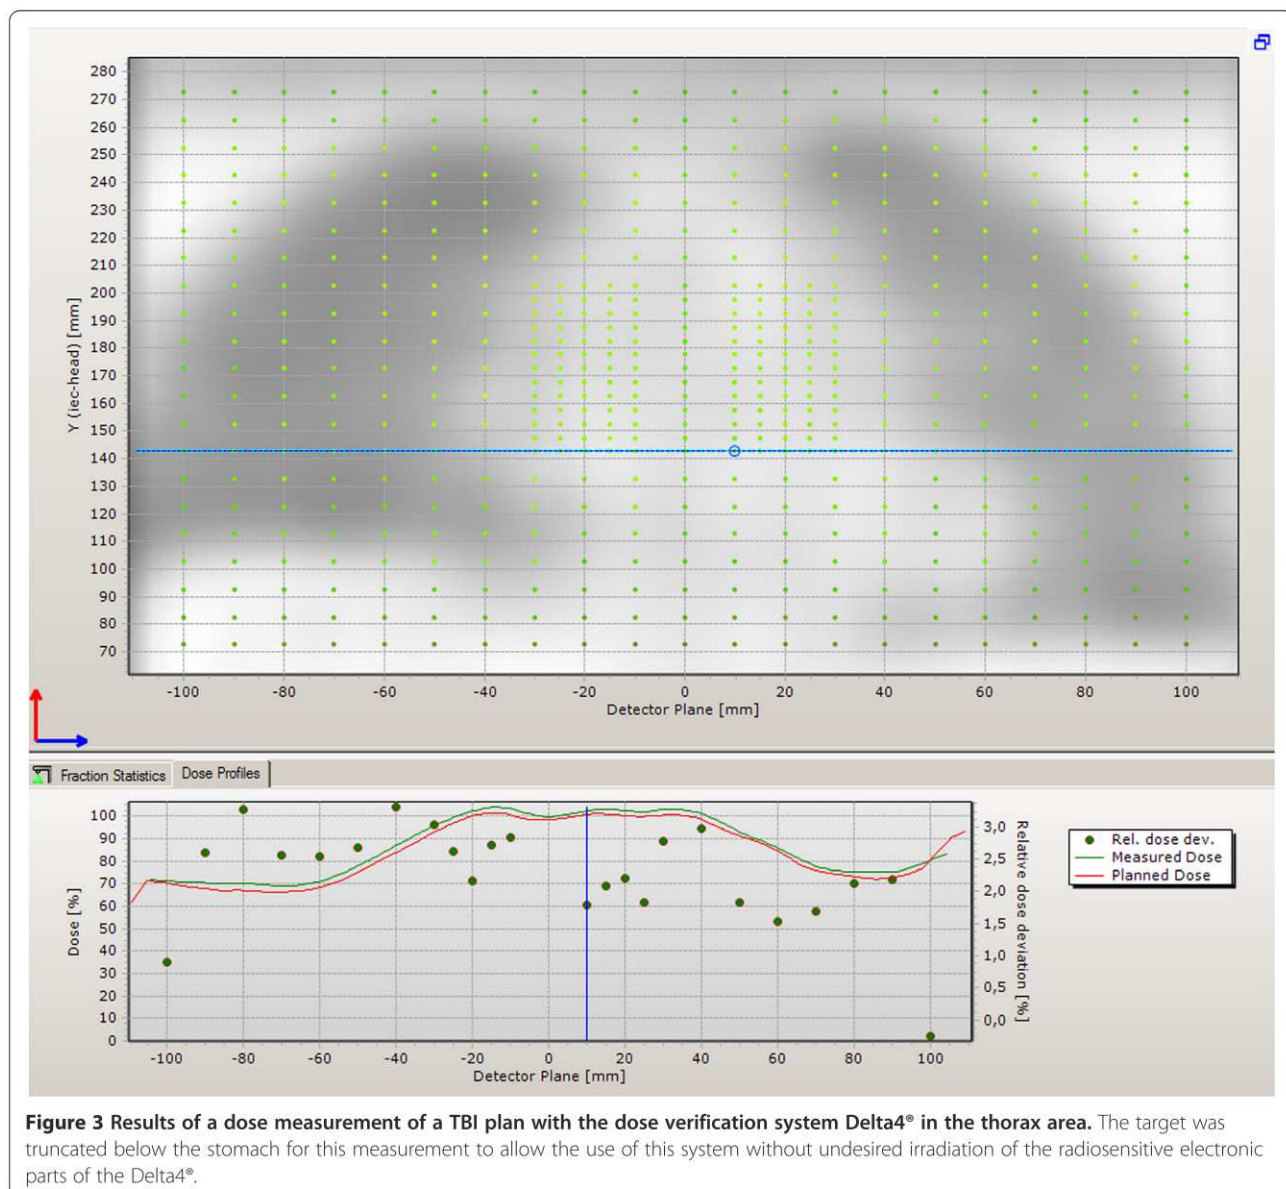 280
270
260
250
240
230
220
210
200
190
180
170
160
150
140
130
120
110
100
90
80
70
Y (iec-head) [mm]
-100 -80 -60 -40 -20 0 20 40 60 80 100
Detector Plane [mm]
Fraction Statistics Dose Profiles
100
90
80
70
60
50
40
30
20
10
0
Dose [%]
3,0
2,5
2,0
1,5
1,0
0,5
0,0
Relative dose deviation [%]
-100 -80 -60 -40 -20 0 20 40 60 80 100
Detector Plane [mm]
Rel. dose dev.
Measured Dose
Planned Dose
Figure 3 Results of a dose measurement of a TBI plan with the dose verification system Delta4® in the thorax area. The target was
truncated below the stomach for this measurement to allow the use of this system without undesired irradiation of the radiosensitive electronic
parts of the Delta4®.